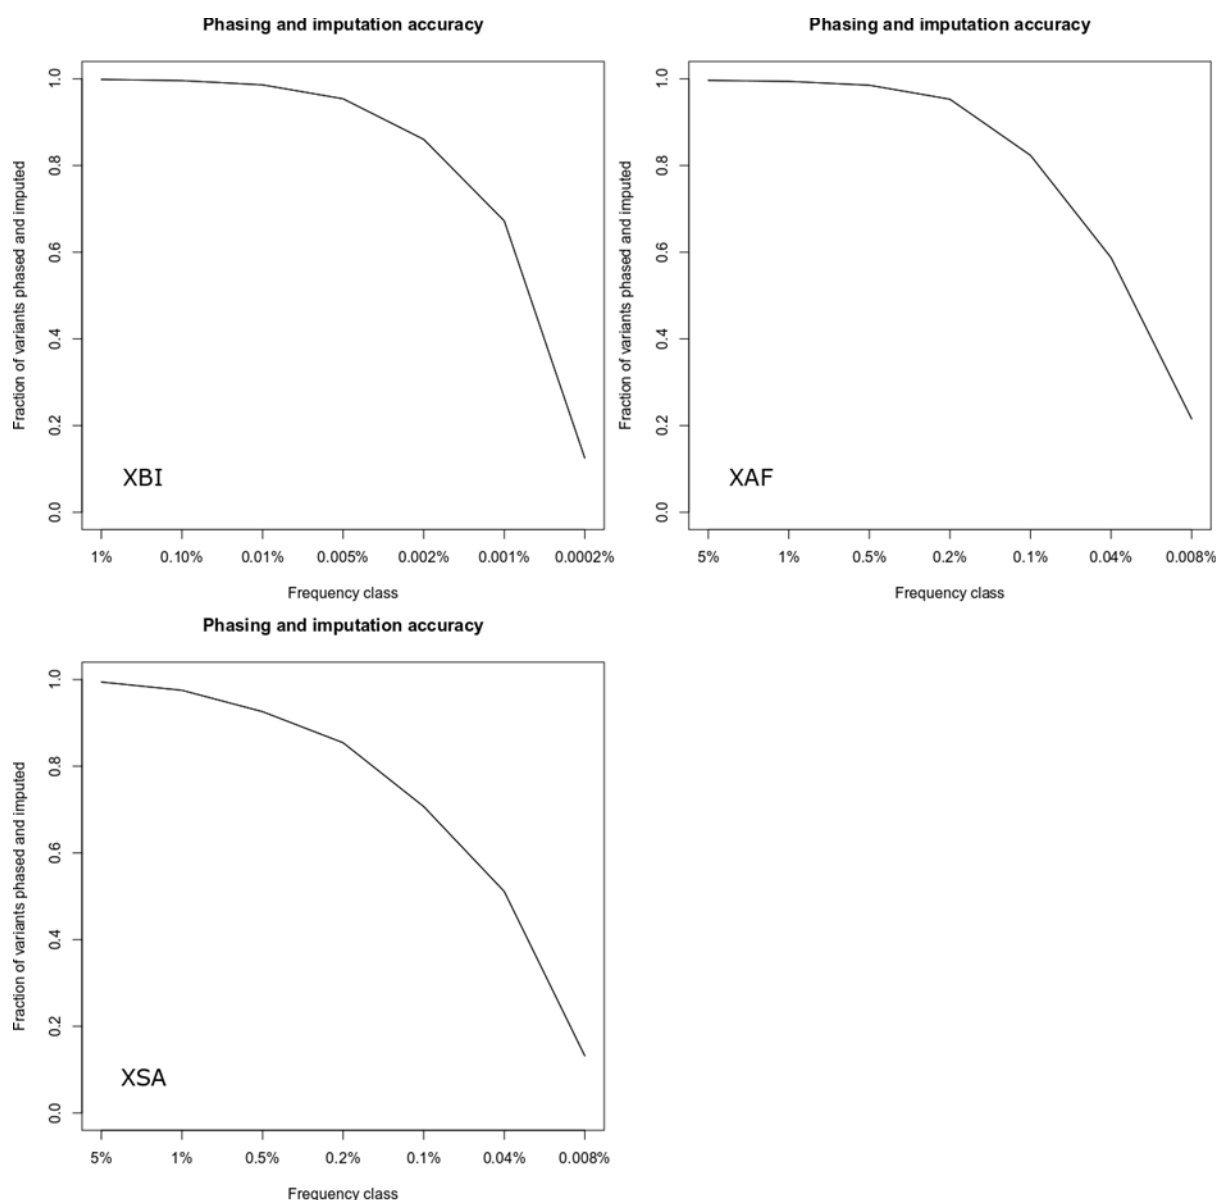 Phasing and imputation accuracy
Fraction of variants phased and imputed
1.0
0.8
0.6
0.4
0.2
0.0
XBI
1% 0.10% 0.01% 0.005% 0.002% 0.001% 0.0002%
Frequency class
Phasing and imputation accuracy
Fraction of variants phased and imputed
1.0
0.8
0.6
0.4
0.2
0.0
XAF
5% 1% 0.5% 0.2% 0.1% 0.04% 0.008%
Frequency class
Phasing and imputation accuracy
Fraction of variants phased and imputed
1.0
0.8
0.6
0.4
0.2
0.0
XSA
5% 1% 0.5% 0.2% 0.1% 0.04% 0.008%
Frequency class